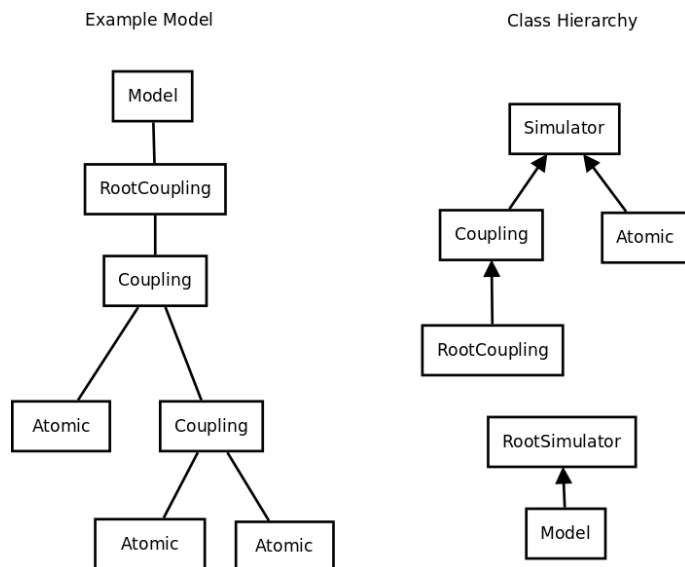 Example Model
Model
RootCoupling
Coupling
Atomic
Coupling
Atomic
Atomic
Class Hierarchy
Simulator
Coupling
Atomic
RootCoupling
RootSimulator
Model